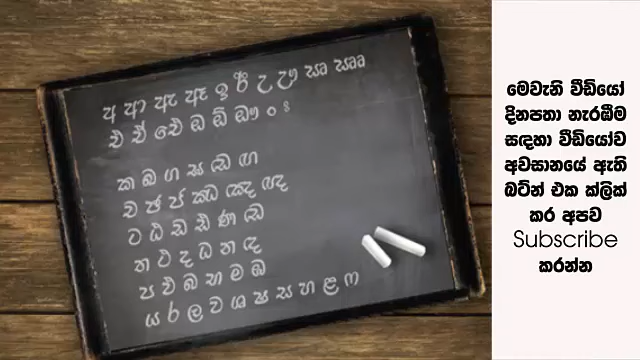 අ ආ ඇ ඈ ඉ ඊ උ ඌ ඍ ඎ
එ ඒ ඓ ඔ ඕ ඖ ං ඃ
ක ඛ ග ඝ ඞ ඟ
ච ඡ ජ ඣ ඤ ඦ
ට ඨ ඩ ඪ ණ ඬ
ත ථ ද ධ න ඳ
ප ඵ බ භ ම ඹ
ය ර ල ව ශ ෂ ස හ ළ ෆ
මෙවැනි වීඩියෝ
දිනපතා නැරඹීම
සඳහා වීඩියෝව
අවසානයේ ඇති
බටන් එක ක්ලික්
කර අපව
Subscribe
කරන්න